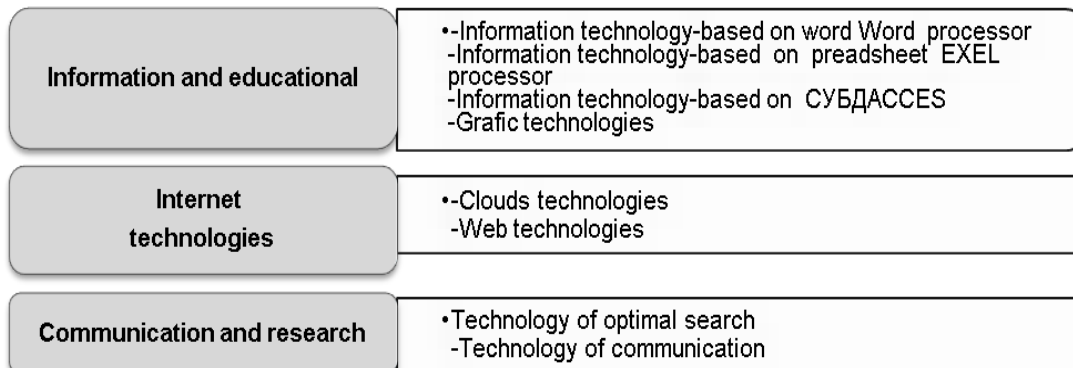 Information and educational
•-Information technology-based on word Word processor
-Information technology-based on preadsheet EXEL
processor
-Information technology-based on СУБДACCES
-Grafic technologies
Internet
technologies
•-Clouds technologies
-Web technologies
Communication and research
•Technology of optimal search
-Technology of communication